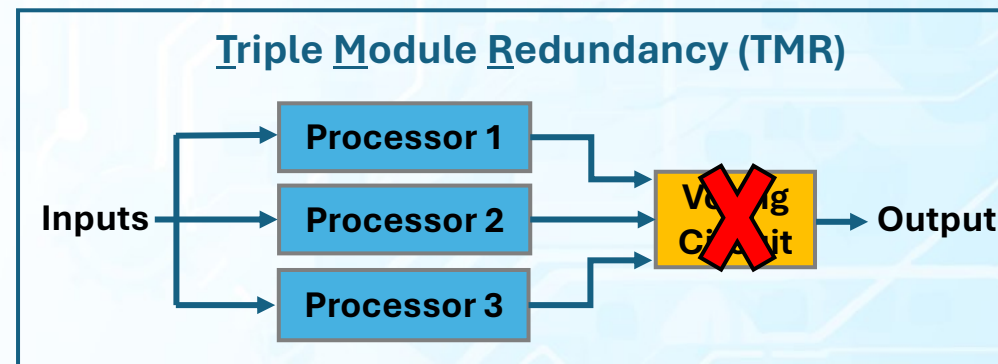 Triple Module Redundancy (TMR)
Processor 1
Inputs
Processor 2
Output
Processor 3